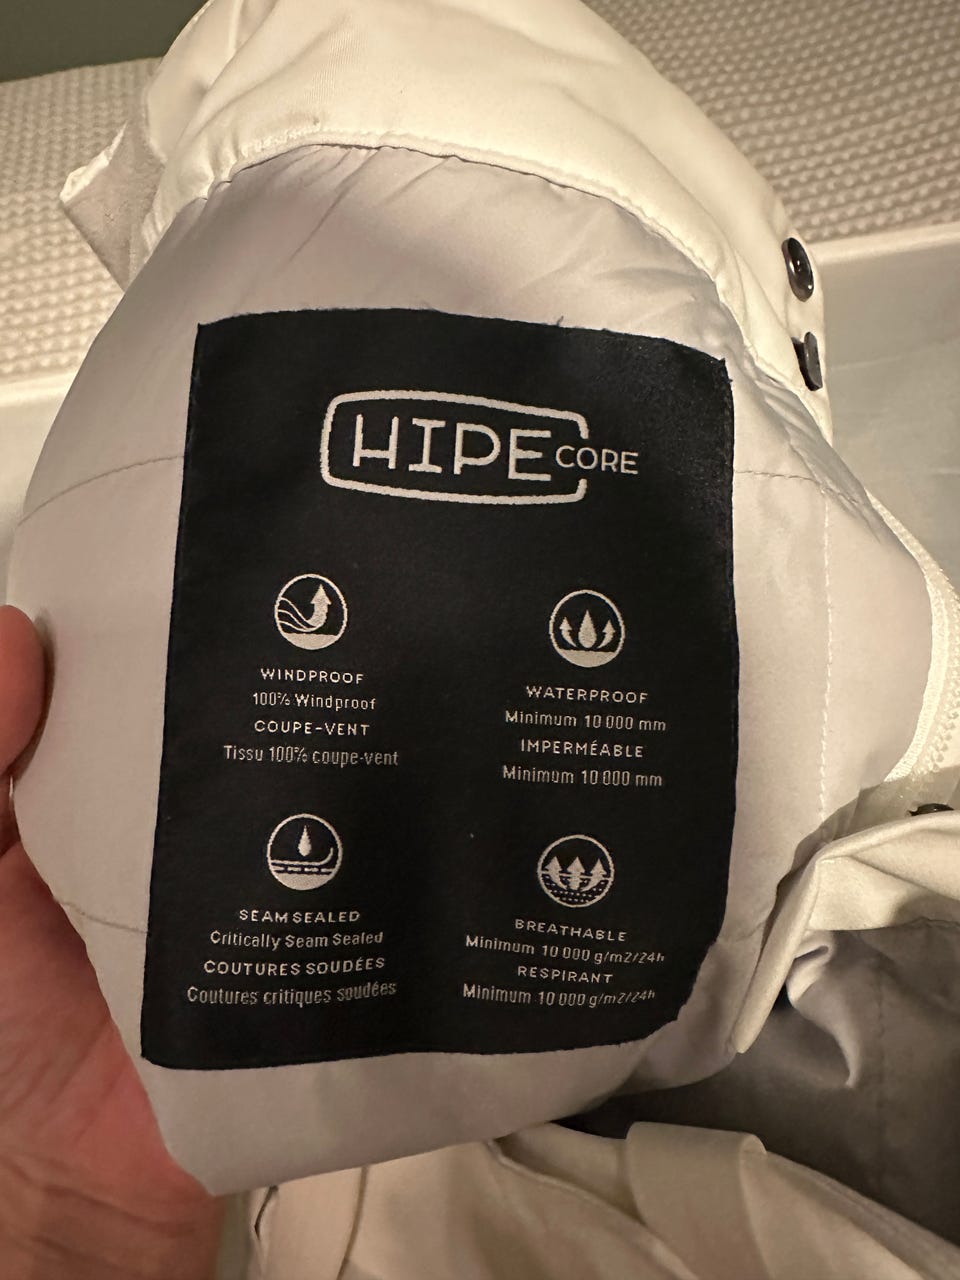 HIPE CORE
WINDPROOF
100% Windproof
COUPE-VENT
Tissu 100% coupe-vent
WATERPROOF
Minimum 10 000 mm
IMPERMÉABLE
Minimum 10 000 mm
SEAM SEALED
Critically Seam Sealed
COUTURES SOUDÉES
Coutures critiques soudées
BREATHABLE
Minimum 10 000 g/m2/24h
RESPIRANT
Minimum 10 000 g/m2/24h